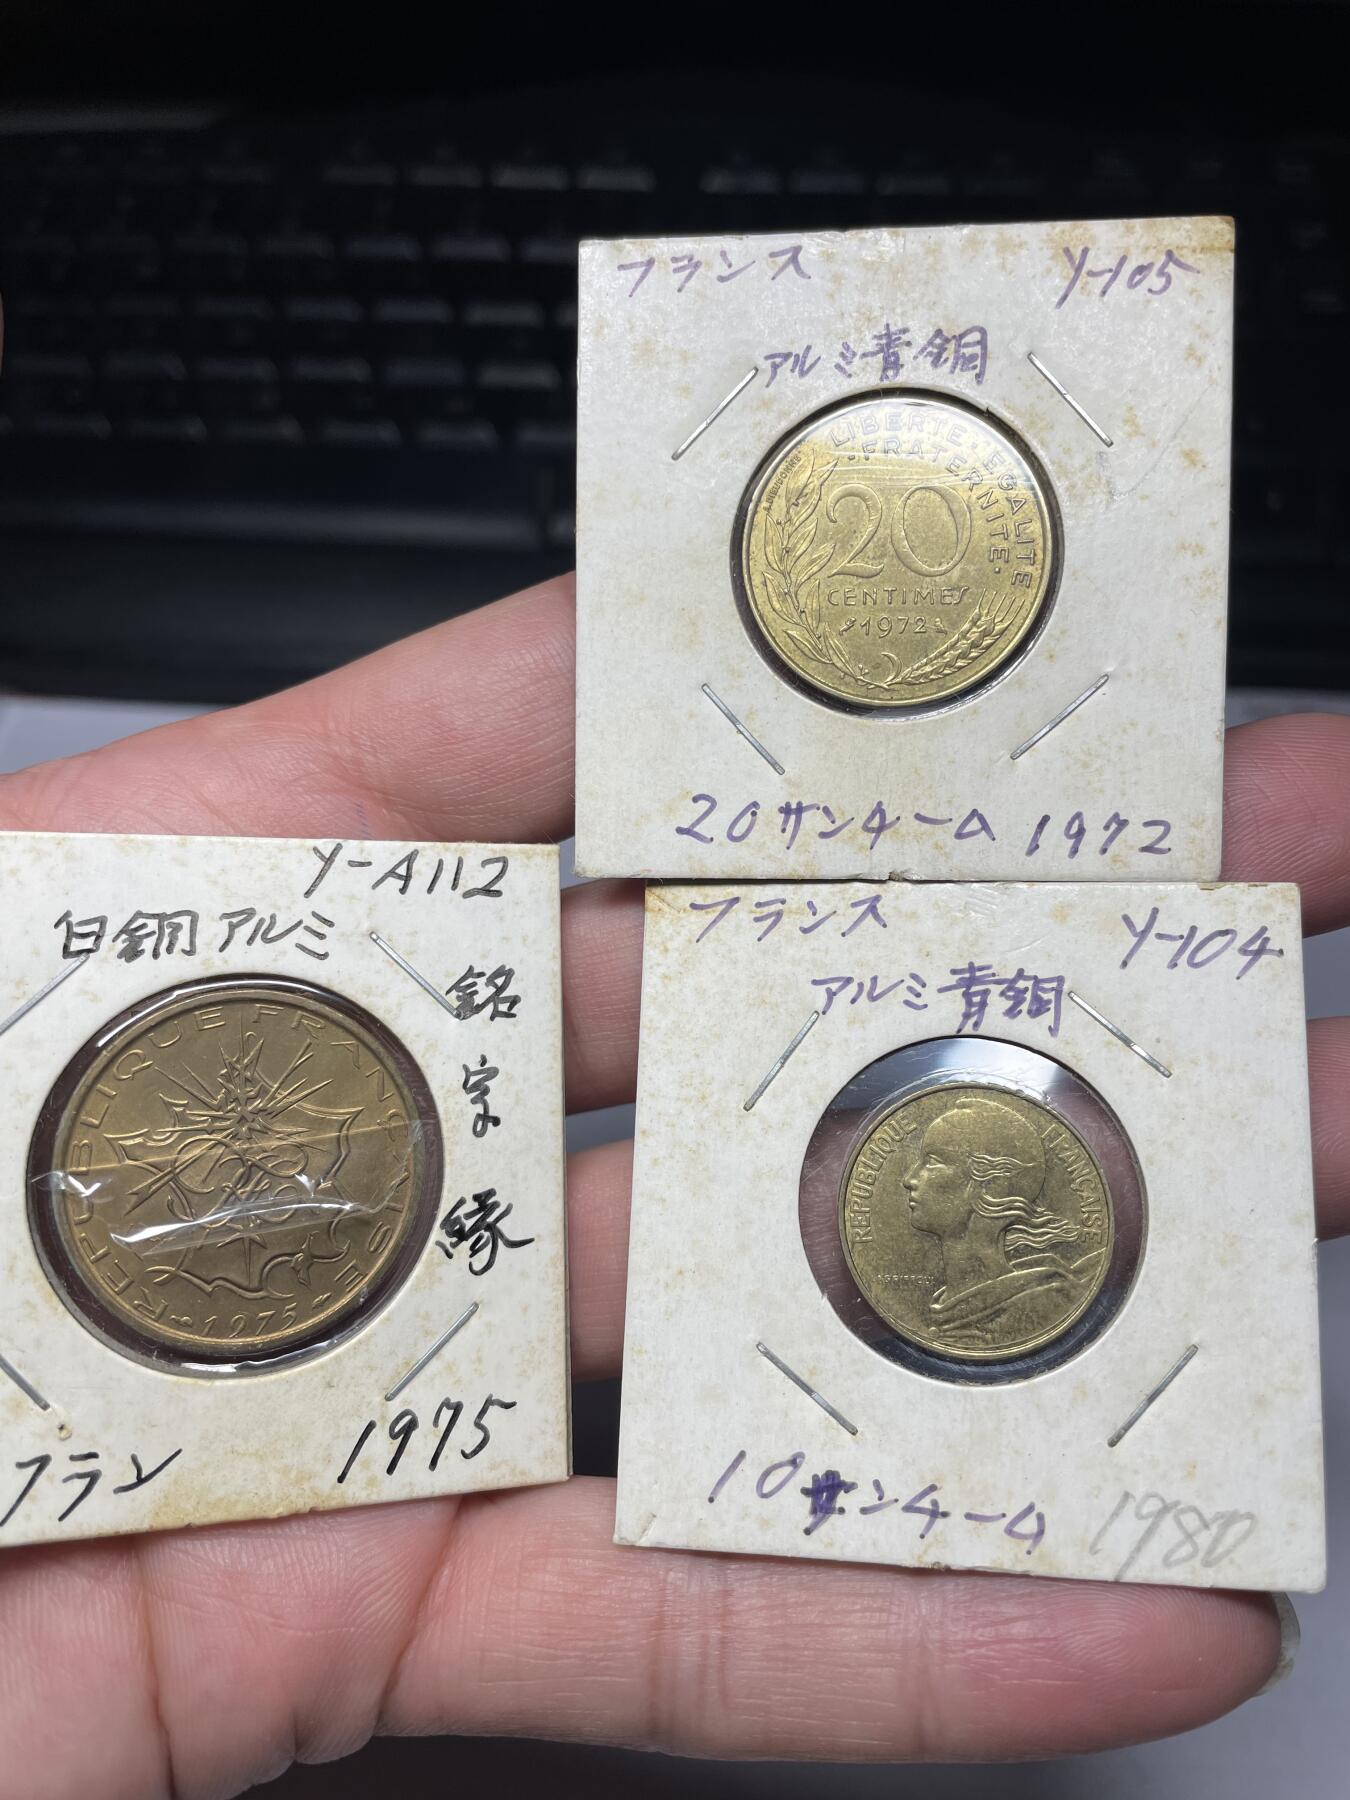 フランス Y-105
アルミ青銅
LIBERTE · EGALITE
· FRATERNITE ·
20
CENTIMES
1972
20サンチーム 1972
Y-A112
白銅アルミ
銘字縁
REPUBLIQUE FRANÇAISE
1975
フラン 1975
フランス Y-104
アルミ青銅
REPUBLIQUE FRANÇAISE
10サンチーム 1980